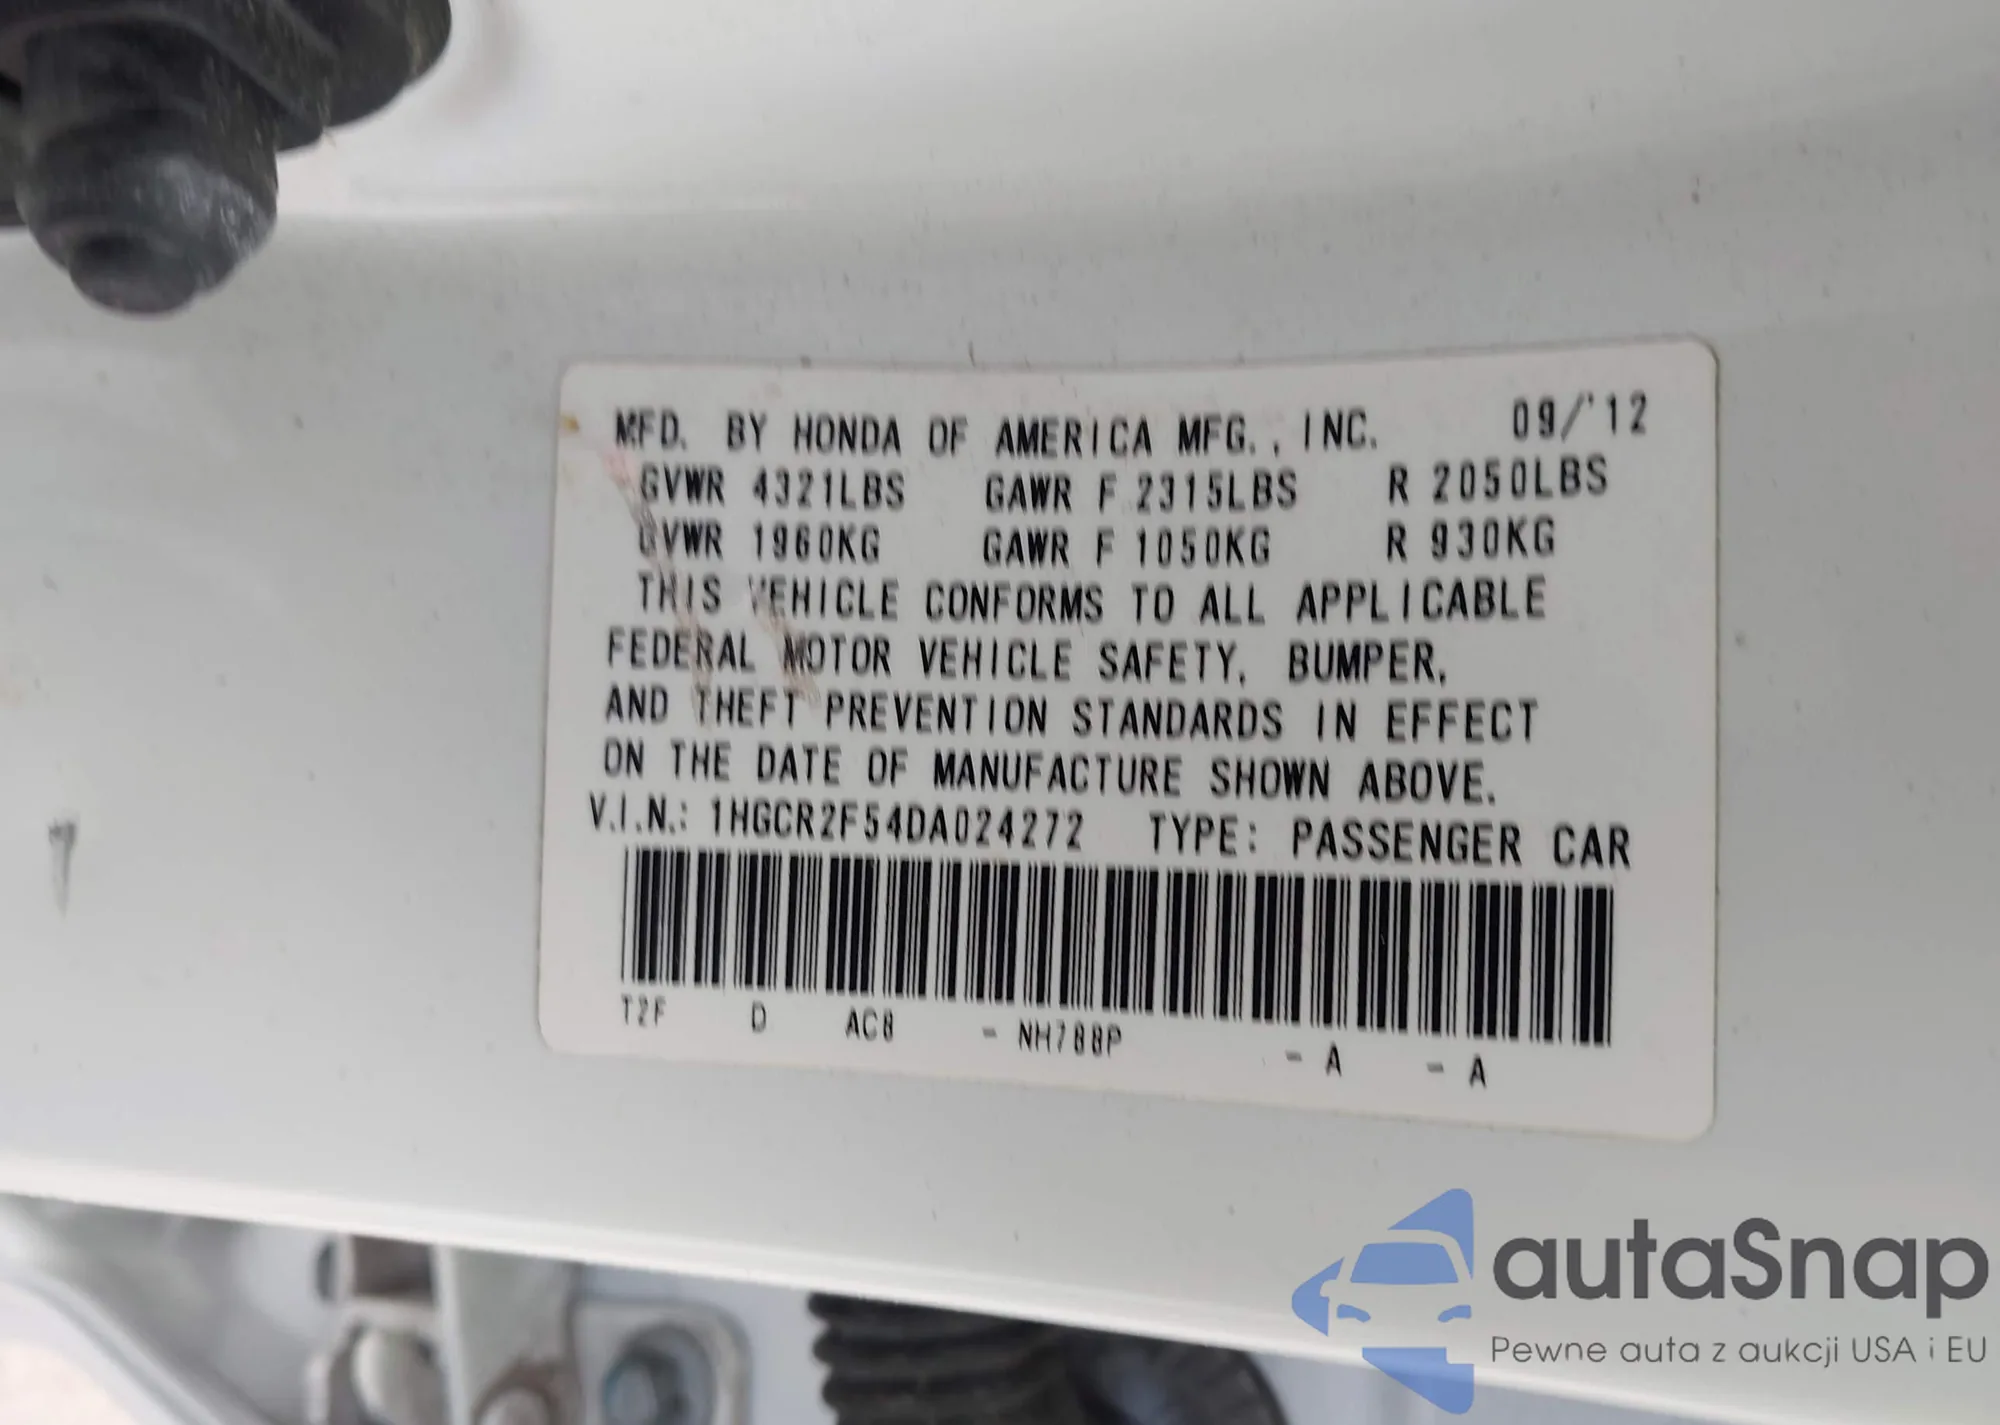 MFD. BY HONDA OF AMERICA MFG., INC. 09/'12
GVWR 4321LBS GAWR F 2315LBS R 2050LBS
GVWR 1960KG GAWR F 1050KG R 930KG
THIS VEHICLE CONFORMS TO ALL APPLICABLE
FEDERAL MOTOR VEHICLE SAFETY, BUMPER,
AND THEFT PREVENTION STANDARDS IN EFFECT
ON THE DATE OF MANUFACTURE SHOWN ABOVE.
V.I.N.: 1HGCR2F54DA024272 TYPE: PASSENGER CAR
T2F D AC8 - NH788P - A - A
autaSnap
Pewne auta z aukcji USA i EU